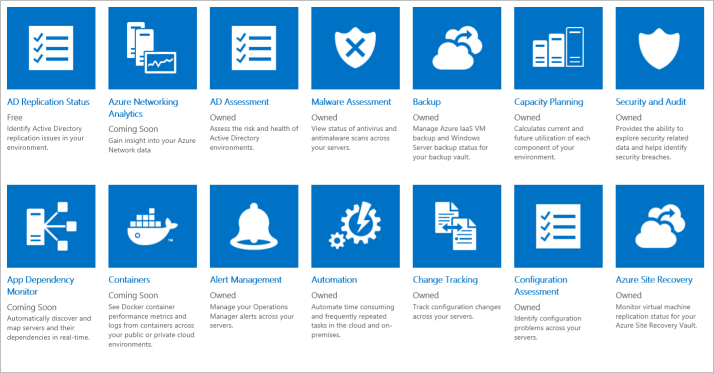 AD Replication Status
Free
Identify Active Directory
replication issues in your
environment.
Azure Networking
Analytics
Coming Soon
Gain insight into your Azure
Network data
AD Assessment
Owned
Assess the risk and health of
Active Directory
environments.
Malware Assessment
Owned
View status of antivirus and
antimalware scans across
your servers.
Backup
Owned
Manage Azure IaaS VM
backup and Windows
Server backup status for
your backup vault.
Capacity Planning
Owned
Calculates current and
future utilization of each
component of your
environment.
Security and Audit
Owned
Provides the ability to
explore security related
data and helps identify
security breaches.
App Dependency
Monitor
Coming Soon
Automatically discover and
map servers and their
dependencies in real-time.
TM
Containers
Coming Soon
See Docker container
performance metrics and
logs from containers across
your public or private cloud
environments.
Alert Management
Owned
Manage your Operations
Manager alerts across your
servers.
Automation
Owned
Automate time consuming
and frequently repeated
tasks in the cloud and on-
premises.
Change Tracking
Owned
Track configuration changes
across your servers.
Configuration
Assessment
Owned
Identify configuration
problems across your
servers.
Azure Site Recovery
Owned
Monitor virtual machine
replication status for your
Azure Site Recovery Vault.